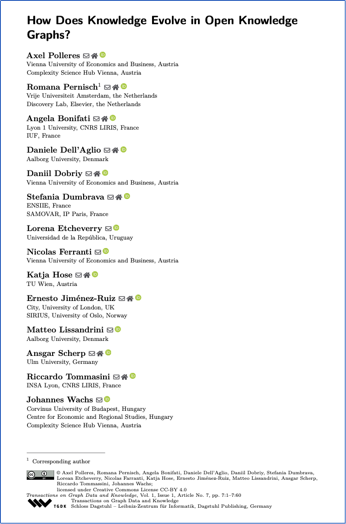 How Does Knowledge Evolve in Open Knowledge
Graphs?
Axel Polleres
Vienna University of Economics and Business, Austria
Complexity Science Hub Vienna, Austria
Romana Pernisch¹
Vrije Universiteit Amsterdam, the Netherlands
Discovery Lab, Elsevier, the Netherlands
Angela Bonifati
Lyon 1 University, CNRS LIRIS, France
IUF, France
Daniele Dell'Aglio
Aalborg University, Denmark
Daniil Dobriy
Vienna University of Economics and Business, Austria
Stefania Dumbrava
ENSIIE, France
SAMOVAR, IP Paris, France
Lorena Etcheverry
Universidad de la República, Uruguay
Nicolas Ferranti
Vienna University of Economics and Business, Austria
Katja Hose
TU Wien, Austria
Ernesto Jiménez-Ruiz
City, University of London, UK
SIRIUS, University of Oslo, Norway
Matteo Lissandrini
Aalborg University, Denmark
Ansgar Scherp
Ulm University, Germany
Riccardo Tommasini
INSA Lyon, CNRS LIRIS, France
Johannes Wachs
Corvinus University of Budapest, Hungary
Centre for Economic and Regional Studies, Hungary
Complexity Science Hub Vienna, Austria
¹ Corresponding author
© Axel Polleres, Romana Pernisch, Angela Bonifati, Daniele Dell'Aglio, Daniil Dobriy, Stefania Dumbrava,
Lorena Etcheverry, Nicolas Ferranti, Katja Hose, Ernesto Jiménez-Ruiz, Matteo Lissandrini, Ansgar Scherp,
Riccardo Tommasini, Johannes Wachs;
licensed under Creative Commons License CC-BY 4.0
Transactions on Graph Data and Knowledge, Vol. 1, Issue 1, Article No. 7, pp. 7:1–7:60
Transactions on Graph Data and Knowledge
TGDK Schloss Dagstuhl – Leibniz-Zentrum für Informatik, Dagstuhl Publishing, Germany